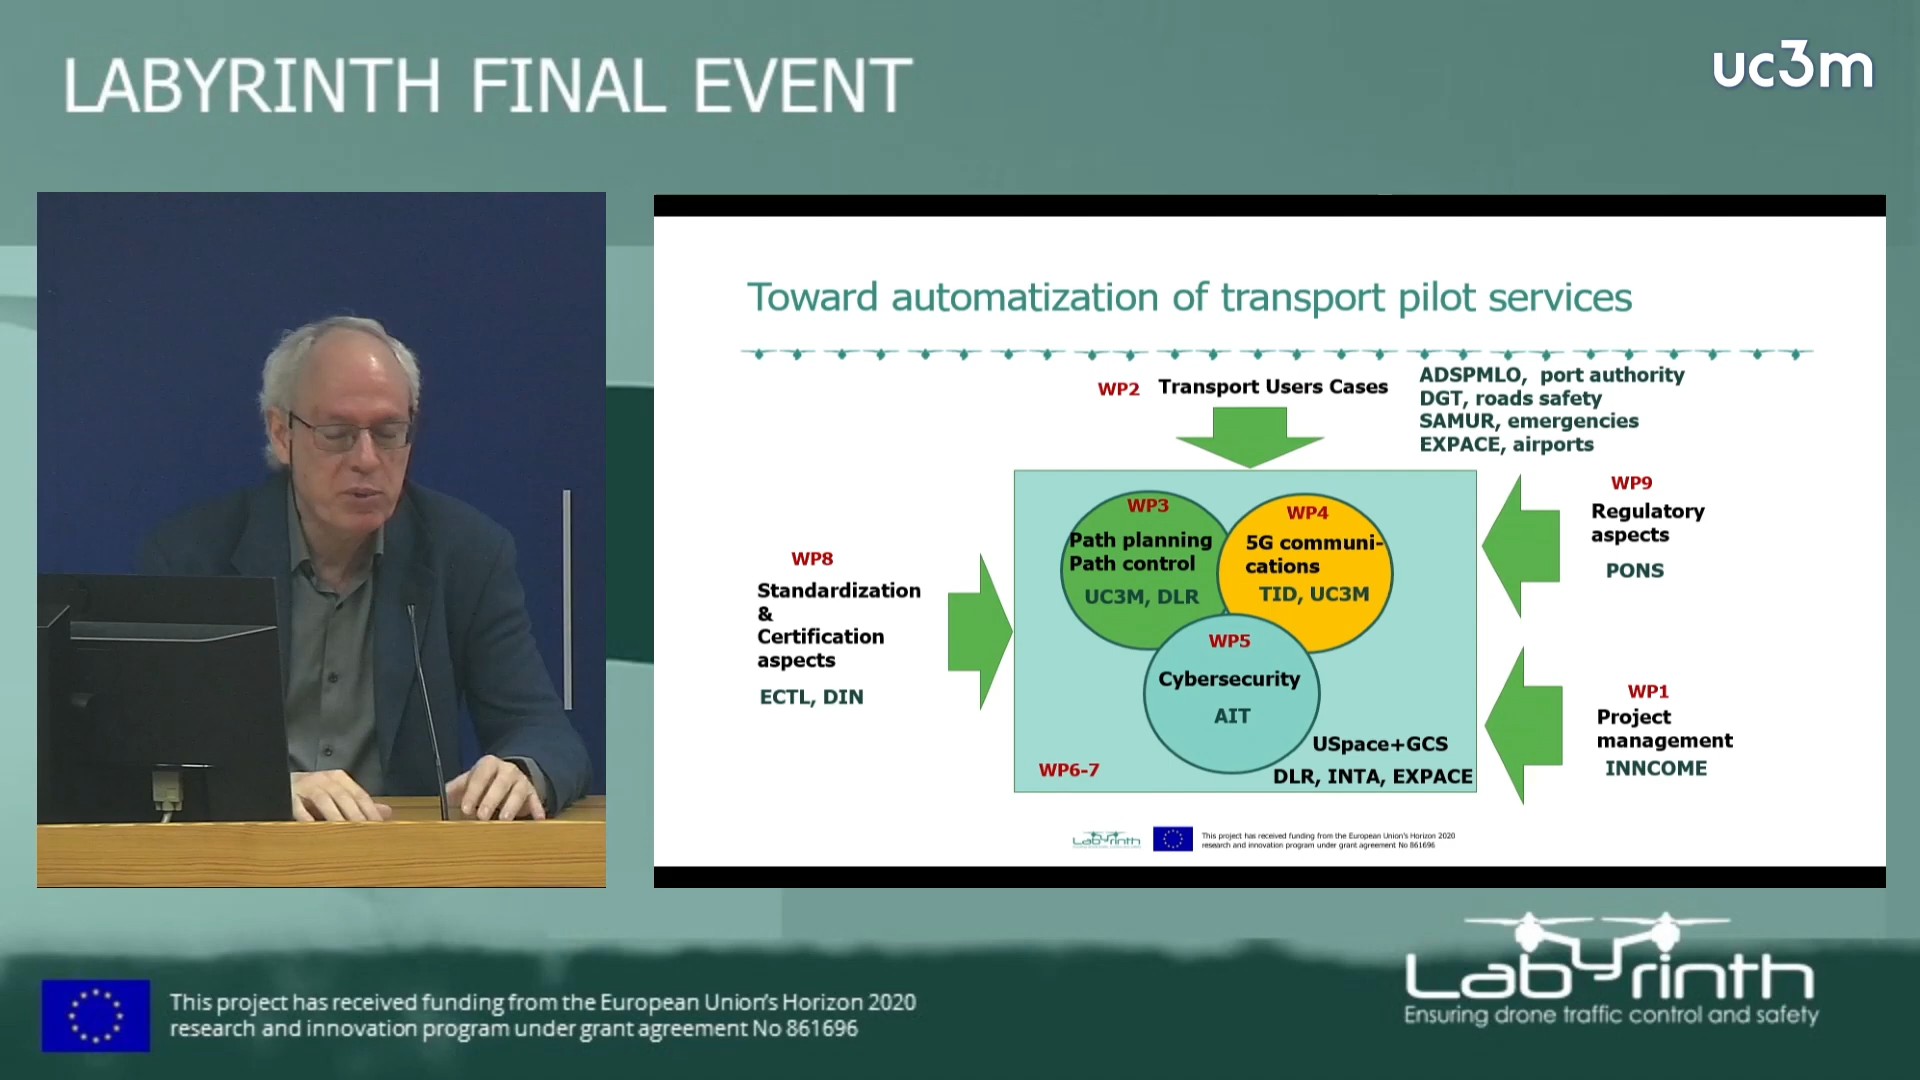 LABYRINTH FINAL EVENT
uc3m
Toward automatization of transport pilot services
WP2 Transport Users Cases
ADSPMLO, port authority
DGT, roads safety
SAMUR, emergencies
EXPACE, airports
WP8
Standardization
&
Certification
aspects
ECTL, DIN
WP3
Path planning
Path control
UC3M, DLR
WP4
5G communi-
cations
TID, UC3M
WP5
Cybersecurity
AIT
WP6-7
USpace+GCS
DLR, INTA, EXPACE
WP9
Regulatory
aspects
PONS
WP1
Project
management
INNCOME
Labyrinth
This project has received funding from the European Union's Horizon 2020
research and innovation program under grant agreement No 861696
This project has received funding from the European Union's Horizon 2020
research and innovation program under grant agreement No 861696
Labyrinth
Ensuring drone traffic control and safety